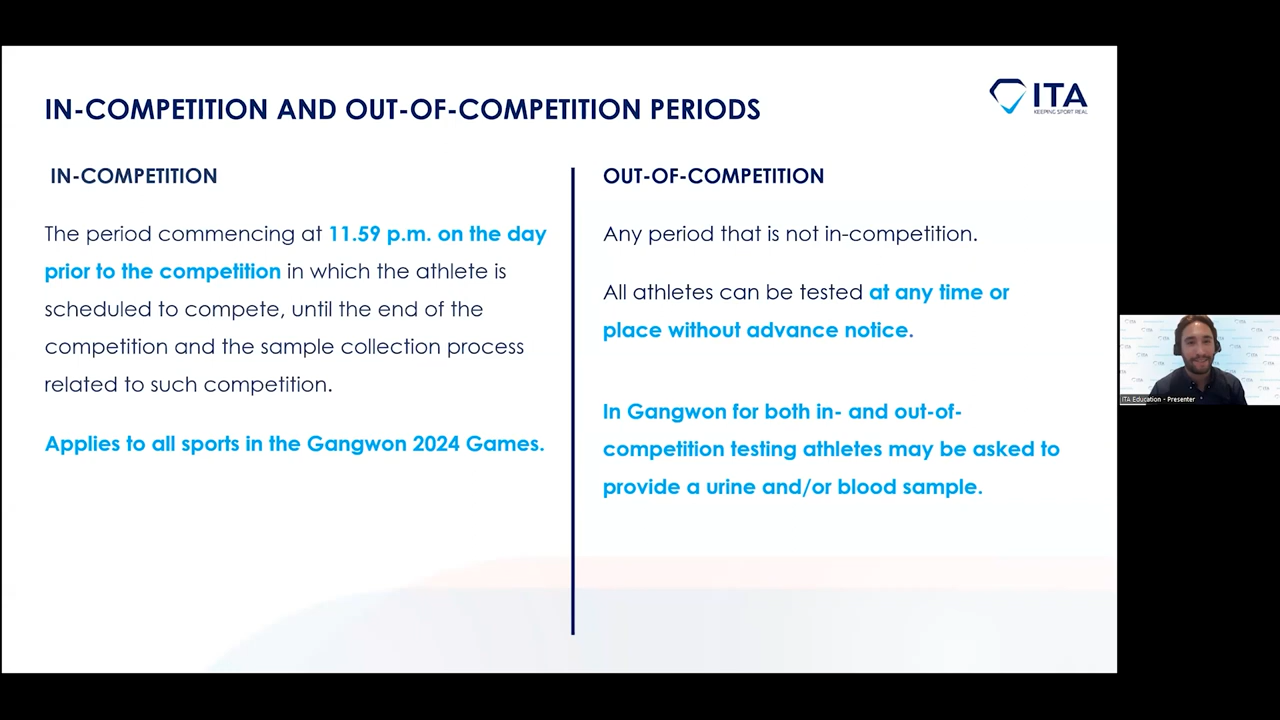 IN-COMPETITION AND OUT-OF-COMPETITION PERIODS
ITA
KEEPING SPORT REAL
IN-COMPETITION
The period commencing at 11.59 p.m. on the day
prior to the competition in which the athlete is
scheduled to compete, until the end of the
competition and the sample collection process
related to such competition.
Applies to all sports in the Gangwon 2024 Games.
OUT-OF-COMPETITION
Any period that is not in-competition.
All athletes can be tested at any time or
place without advance notice.
In Gangwon for both in- and out-of-
competition testing athletes may be asked to
provide a urine and/or blood sample.
ITA Education - Presenter